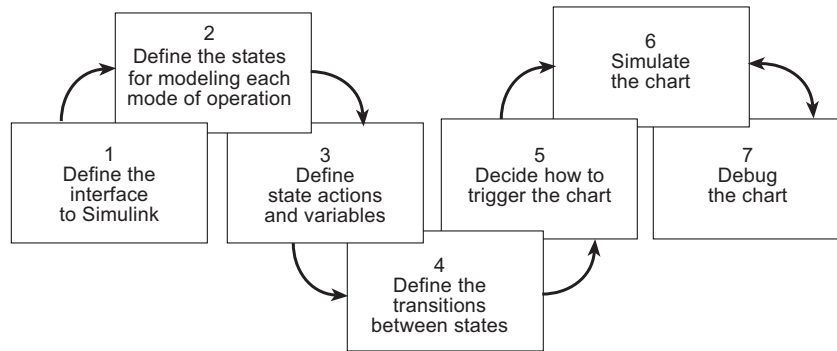 1
Define the
interface
to Simulink
2
Define the states
for modeling each
mode of operation
3
Define
state actions
and variables
4
Define the
transitions
between states
5
Decide how to
trigger the chart
6
Simulate
the chart
7
Debug
the chart